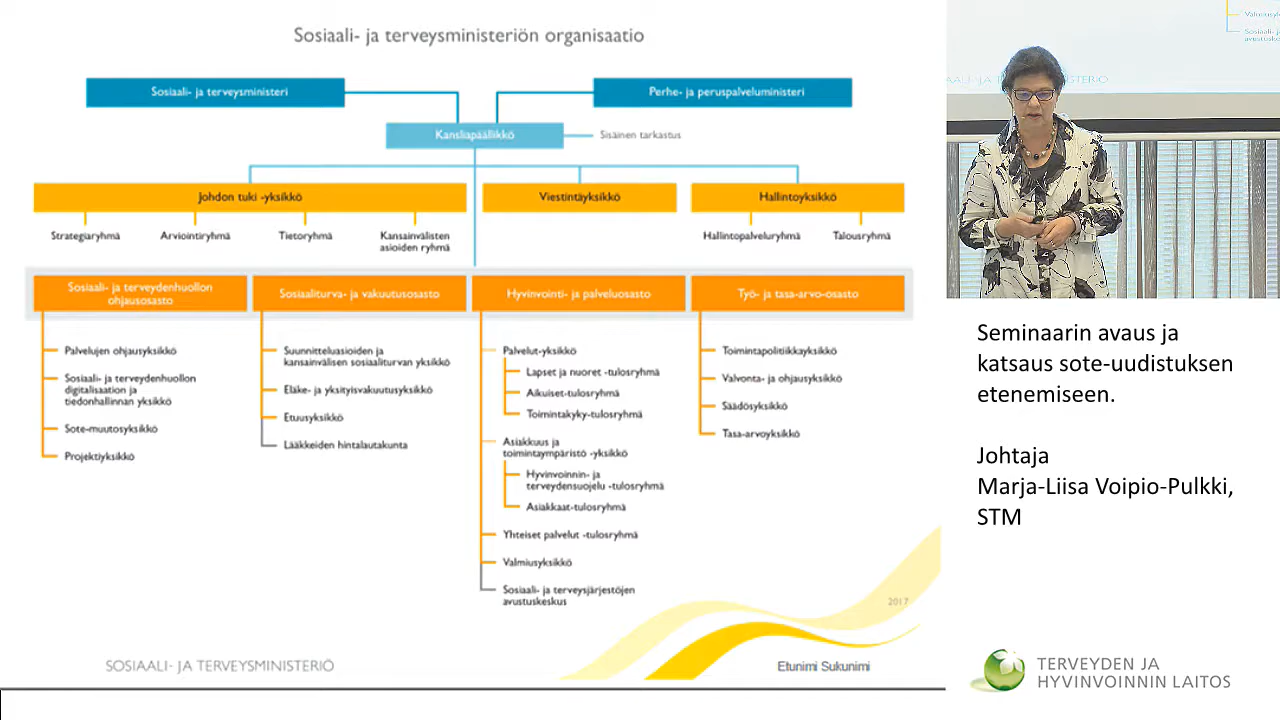 Sosiaali- ja terveysministeriön organisaatio
Sosiaali- ja terveysministeri
Perhe- ja peruspalveluministeri
Kansliapäällikkö
Sisäinen tarkastus
Johdon tuki -yksikkö
Viestintäyksikkö
Hallintoyksikkö
Strategiaryhmä
Arviointiryhmä
Tietoryhmä
Kansainvälisten
asioiden ryhmä
Hallintopalveluryhmä
Talousryhmä
Sosiaali- ja terveydenhuollon
ohjausosasto
Sosiaaliturva- ja vakuutusosasto
Hyvinvointi- ja palveluosasto
Työ- ja tasa-arvo-osasto
Palvelujen ohjausyksikkö
Sosiaali- ja terveydenhuollon
digitalisaation ja
tiedonhallinnan yksikkö
Sote-muutosyksikkö
Projektiyksikkö
Suunnitteluasioiden ja
kansainvälisen sosiaaliturvan yksikkö
Eläke- ja yksityisvakuutusyksikkö
Etuusyksikkö
Lääkkeiden hintalautakunta
Palvelut-yksikkö
Lapset ja nuoret -tulosryhmä
Aikuiset-tulosryhmä
Toimintakyky-tulosryhmä
Asiakkuus ja
toimintaympäristö -yksikkö
Hyvinvoinnin- ja
terveydensuojelu -tulosryhmä
Asiakkaat-tulosryhmä
Yhteiset palvelut -tulosryhmä
Valmiusyksikkö
Sosiaali- ja terveysjärjestöjen
avustuskeskus
Toimintapolitiikkayksikkö
Valvonta- ja ohjausyksikkö
Säädösyksikkö
Tasa-arvoyksikkö
2017
SOSIAALI- JA TERVEYSMINISTERIÖ
Etunimi Sukunimi
Seminaarin avaus ja
katsaus sote-uudistuksen
etenemiseen.
Johtaja
Marja-Liisa Voipio-Pulkki,
STM
TERVEYDEN JA
HYVINVOINNIN LAITOS